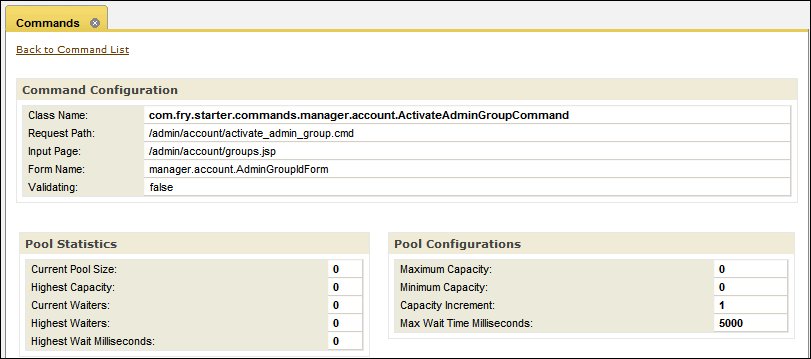 Commands
Back to Command List
Command Configuration
Class Name: com.fry.starter.commands.manager.account.ActivateAdminGroupCommand
Request Path: /admin/account/activate_admin_group.cmd
Input Page: /admin/account/groups.jsp
Form Name: manager.account.AdminGroupIdForm
Validating: false
Pool Statistics
Current Pool Size: 0
Highest Capacity: 0
Current Waiters: 0
Highest Waiters: 0
Highest Wait Milliseconds: 0
Pool Configurations
Maximum Capacity: 0
Minimum Capacity: 0
Capacity Increment: 1
Max Wait Time Milliseconds: 5000